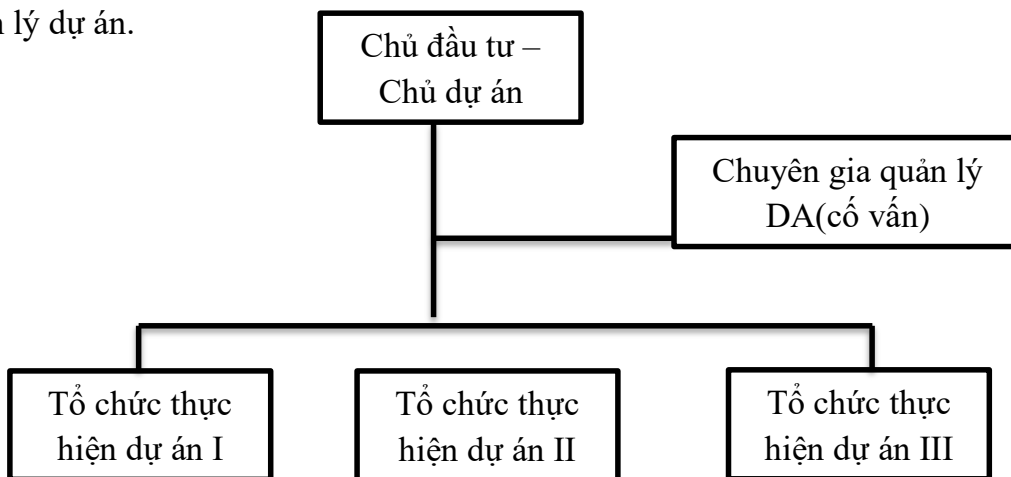 lý dự án.
Chủ đầu tư –
Chủ dự án
Chuyên gia quản lý
DA(cố vấn)
Tổ chức thực
hiện dự án I
Tổ chức thực
hiện dự án II
Tổ chức thực
hiện dự án III